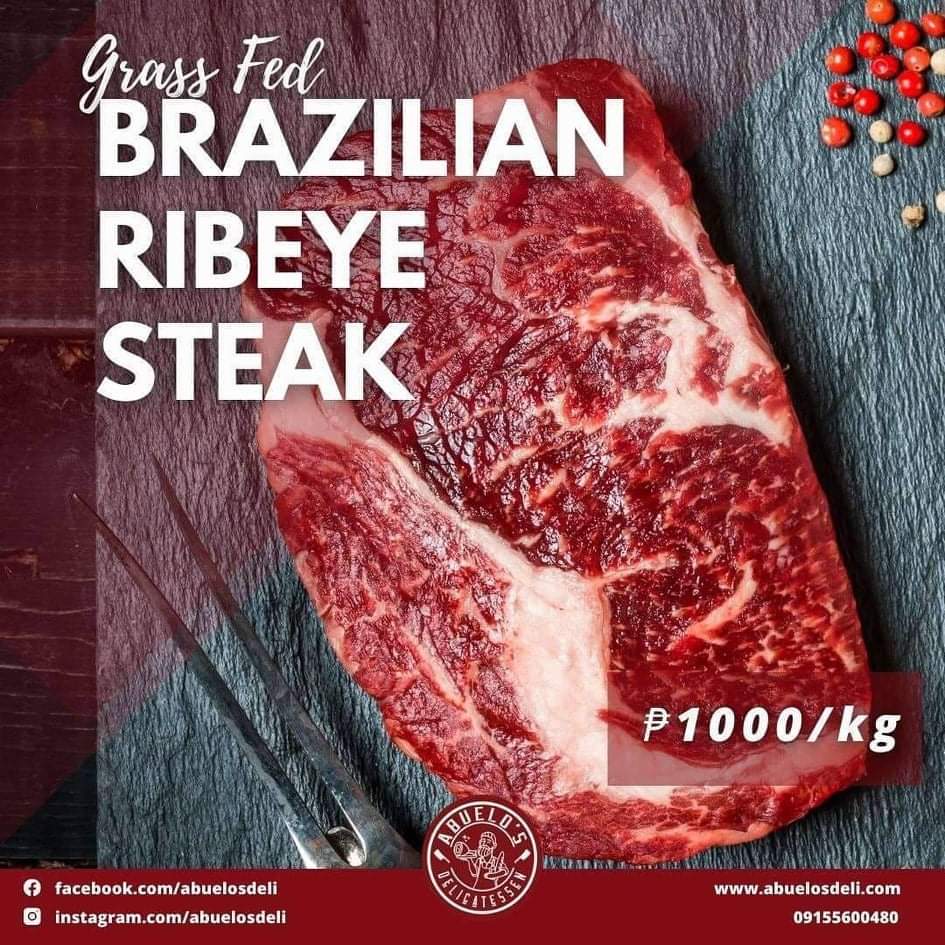 Grass Fed
BRAZILIAN
RIBEYE
STEAK
₱1000/kg
ABUELO'S
DELICATESSEN
facebook.com/abuelosdeli
instagram.com/abuelosdeli
www.abuelosdeli.com
09155600480